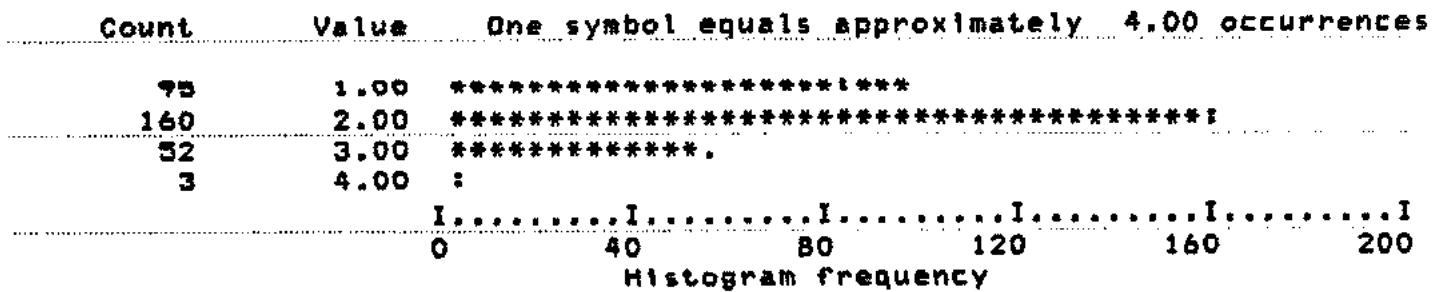 Count Value One symbol equals approximately 4.00 occurrences
95 1.00 ********************:***
160 2.00 ***************************************:
52 3.00 *************.
3 4.00 :
I.........I.........I.........I.........I.........I
0 40 80 120 160 200
Histogram frequency